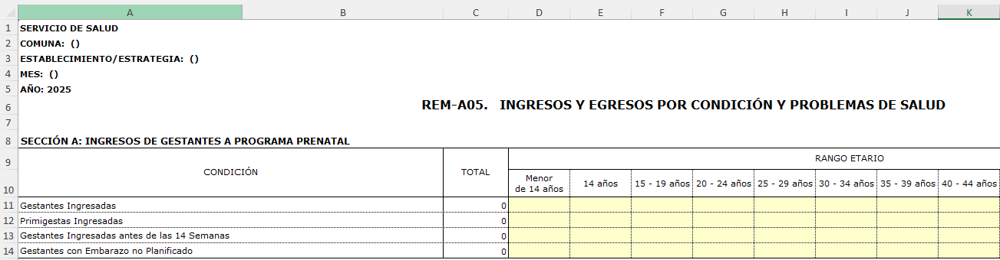 A B C D E F G H I J K
1 SERVICIO DE SALUD
2 COMUNA: ()
3 ESTABLECIMIENTO/ESTRATEGIA: ()
4 MES: ()
5 AÑO: 2025
6 REM-A05. INGRESOS Y EGRESOS POR CONDICIÓN Y PROBLEMAS DE SALUD
7
8 SECCIÓN A: INGRESOS DE GESTANTES A PROGRAMA PRENATAL
9 RANGO ETARIO
CONDICIÓN TOTAL
10 Menor de 14 años 14 años 15 - 19 años 20 - 24 años 25 - 29 años 30 - 34 años 35 - 39 años 40 - 44 años
11 Gestantes Ingresadas 0
12 Primigestas Ingresadas 0
13 Gestantes Ingresadas antes de las 14 Semanas 0
14 Gestantes con Embarazo no Planificado 0